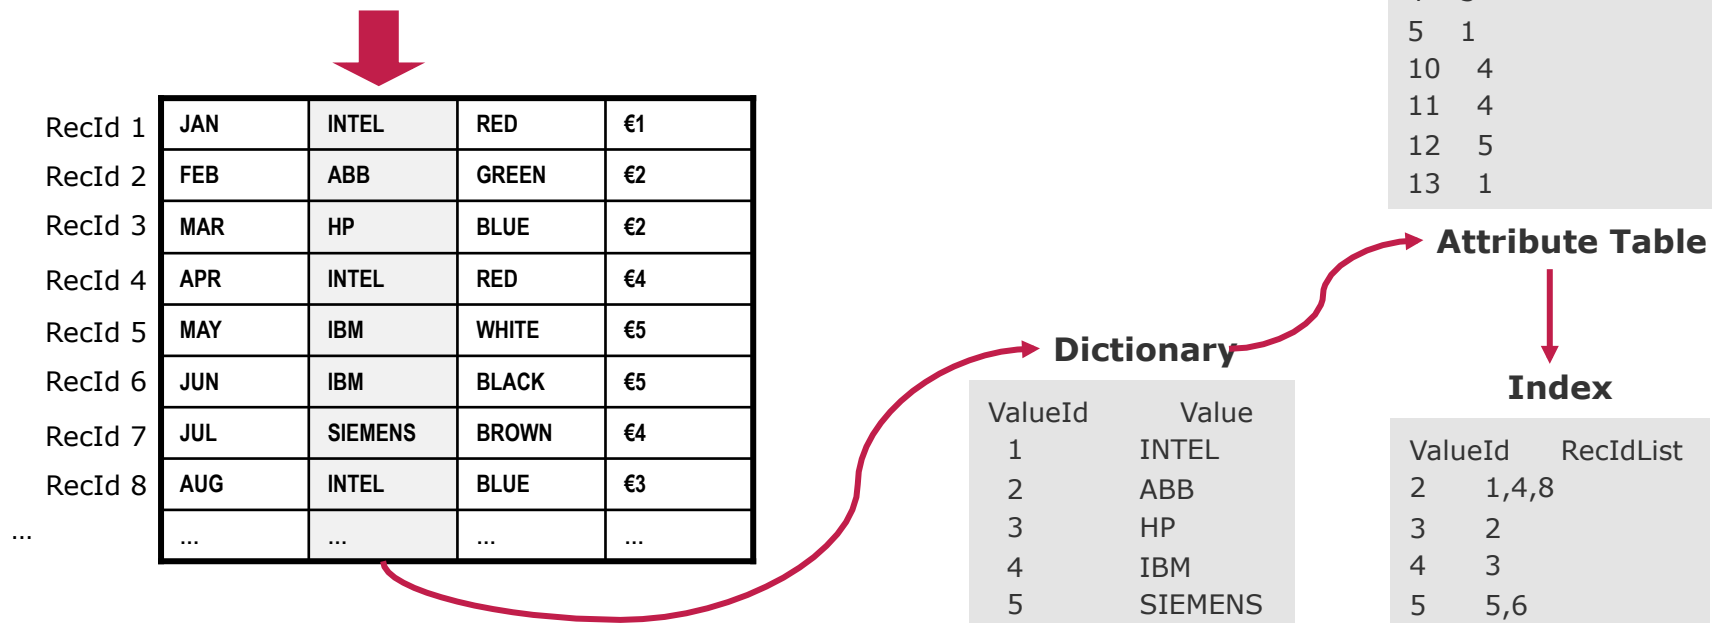 RecId 1 JAN INTEL RED €1
RecId 2 FEB ABB GREEN €2
RecId 3 MAR HP BLUE €2
RecId 4 APR INTEL RED €4
RecId 5 MAY IBM WHITE €5
RecId 6 JUN IBM BLACK €5
RecId 7 JUL SIEMENS BROWN €4
RecId 8 AUG INTEL BLUE €3
... ... ... ... ...
Dictionary
ValueId Value
1 INTEL
2 ABB
3 HP
4 IBM
5 SIEMENS
5 1
10 4
11 4
12 5
13 1
Attribute Table
Index
ValueId RecIdList
2 1,4,8
3 2
4 3
5 5,6